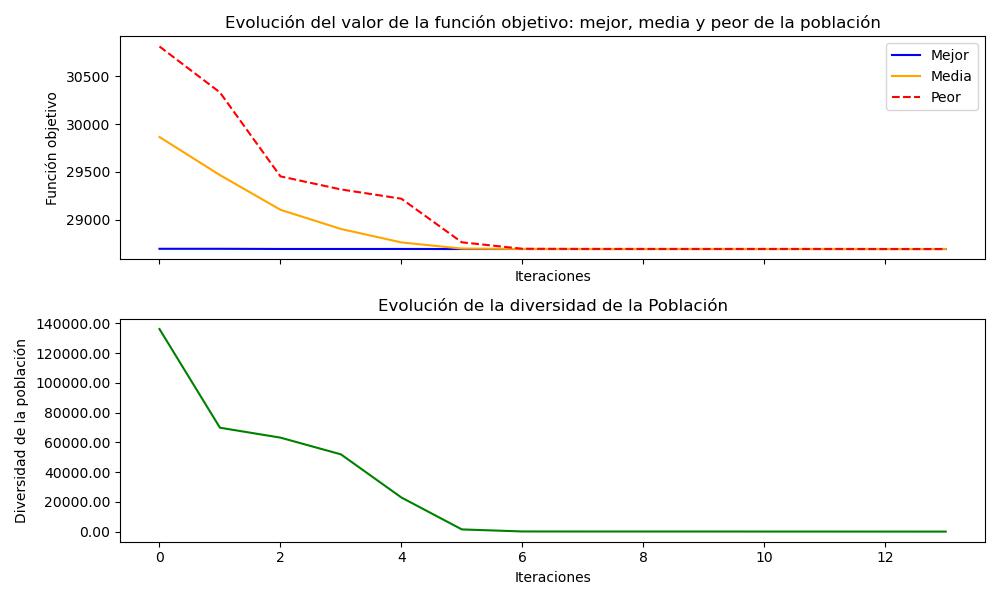 Evolución del valor de la función objetivo: mejor, media y peor de la población
Función objetivo
30500
30000
29500
29000
Mejor
Media
Peor
Iteraciones
Evolución de la diversidad de la Población
Diversidad de la población
140000.00
120000.00
100000.00
80000.00
60000.00
40000.00
20000.00
0.00
0 2 4 6 8 10 12
Iteraciones